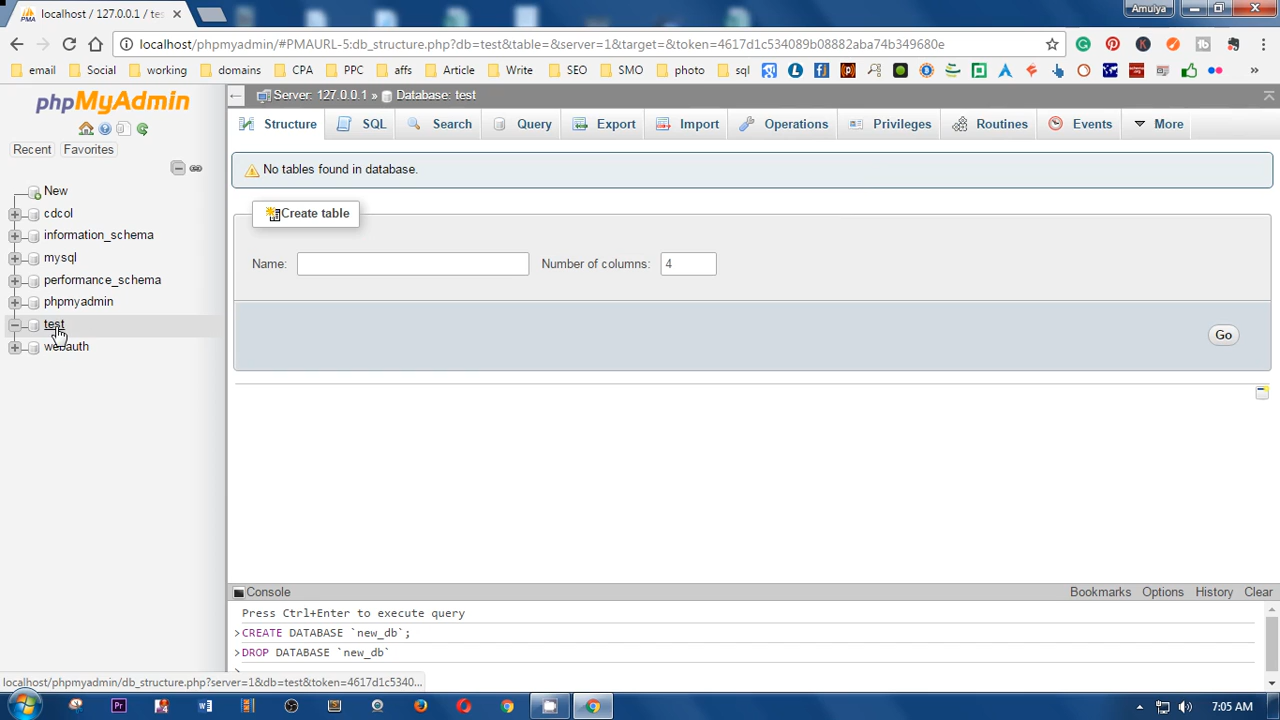 localhost / 127.0.0.1 / tes
Amulya
localhost/phpmyadmin/#PMAURL-5:db_structure.php?db=test&table=&server=1&target=&token=4617d1c534089b08882aba74b349680e
email Social working domains CPA PPC affs Article Write SEO SMO photo sql
phpMyAdmin
Recent Favorites
New
cdcol
information_schema
mysql
performance_schema
phpmyadmin
test
webauth
Server: 127.0.0.1 » Database: test
Structure SQL Search Query Export Import Operations Privileges Routines Events More
No tables found in database.
Create table
Name: Number of columns: 4
Go
Console Bookmarks Options History Clear
Press Ctrl+Enter to execute query
>CREATE DATABASE `new_db`;
>DROP DATABASE `new_db`
>
localhost/phpmyadmin/db_structure.php?server=1&db=test&token=4617d1c5340...
7:05 AM